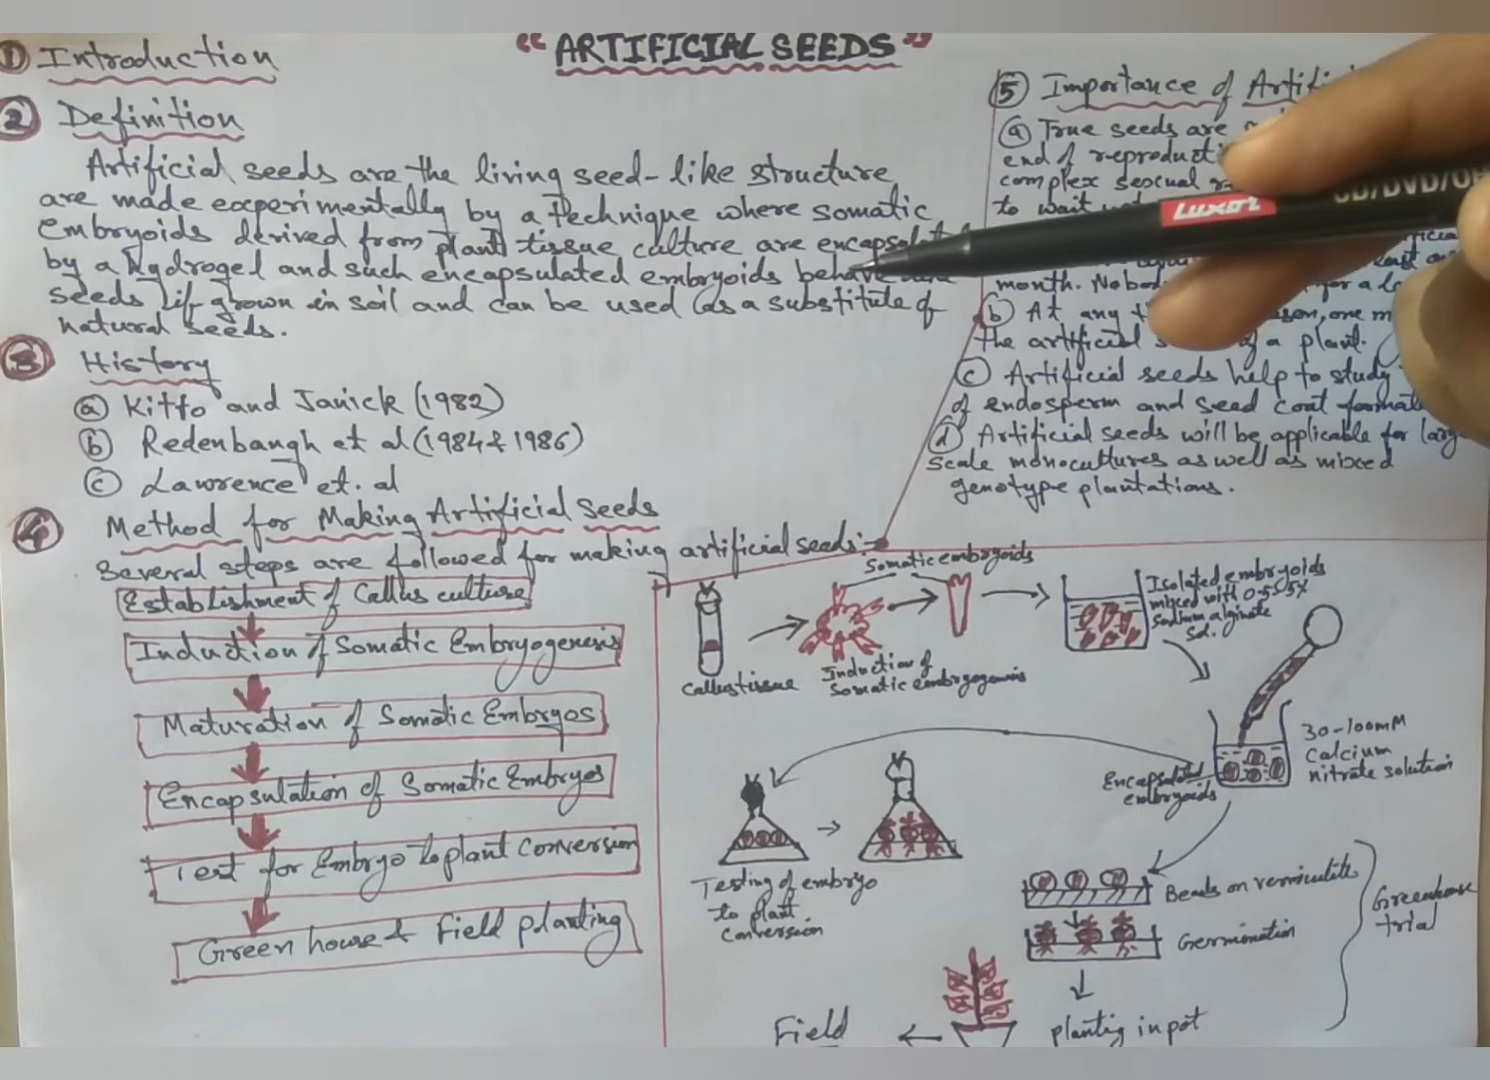 " ARTIFICIAL SEEDS "
① Introduction
② Definition
Artificial seeds are the living seed-like structure
are made experimentally by a technique where somatic
embryoids derived from plant tissue culture are
by a hydrogel and such encapsulated embryoids behave
seeds if grown in soil and can be used as a substitute of
natural seeds.
③ History
ⓐ Kitto and Janick (1982)
ⓑ Redenbangh et al (1984 & 1986)
ⓒ Lawrence et. al
④ Method for Making Artificial Seeds
Several steps are followed for making artificial seeds:-
Establishment of Callus culture
Induction of Somatic Embryogenesis
Maturation of Somatic Embryos
Encapsulation of Somatic Embryos
Test for Embryo to plant conversion
Green house & Field planting
⑤ Importance of
ⓐ True seeds are
end of
complex sexual
to wait
month.
ⓑ At any
the artificial of a plant.
ⓒ Artificial seeds help to study
of endosperm and seed coat
ⓓ Artificial seeds will be applicable for
scale monocultures as well as mixed
genotype plantations.
Luxor
CD/DVD/
Somatic embryoids
Callus tissue
Induction of
Somatic embryogenesis
Isolated embryoids
mixed with 0.5-5%
Sodium alginate
Sol.
30-100mM
Calcium
nitrate solution
Encapsulated
embryoids
Testing of embryo
to plant
conversion
Beads on vermiculite
Germination
Greenhouse
trial
planting in pot
Field